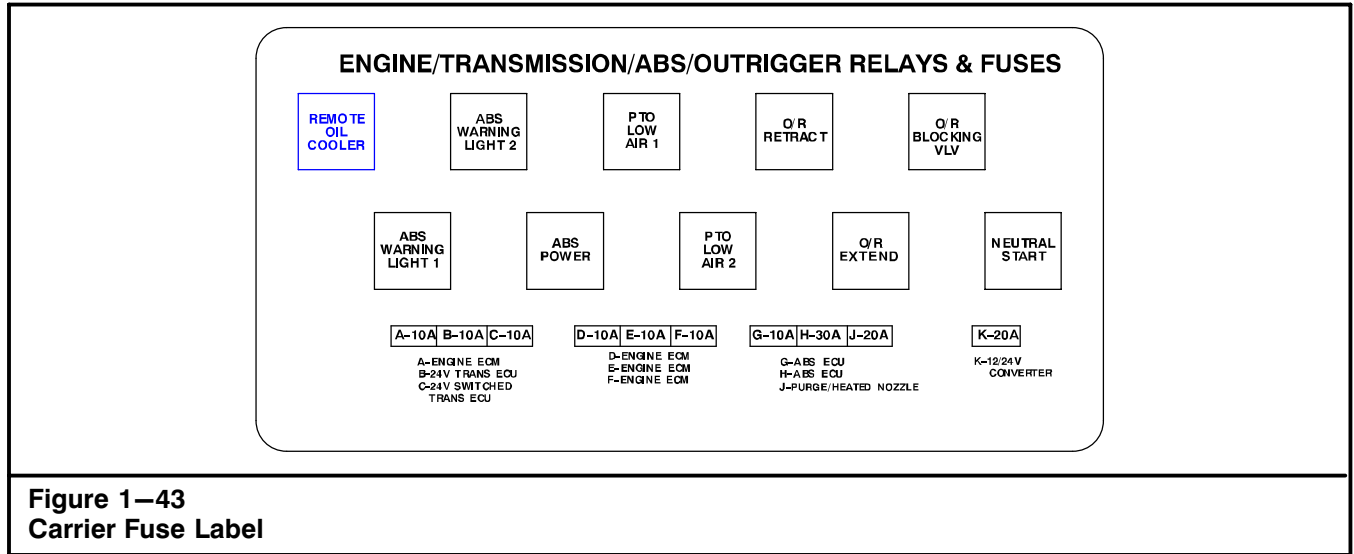 ENGINE/TRANSMISSION/ABS/OUTRIGGER RELAYS & FUSES
REMOTE
OIL
COOLER
ABS
WARNING
LIGHT 2
PTO
LOW
AIR 1
O/R
RETRACT
O/R
BLOCKING
VLV
ABS
WARNING
LIGHT 1
ABS
POWER
PTO
LOW
AIR 2
O/R
EXTEND
NEUTRAL
START
A-10A B-10A C-10A
A-ENGINE ECM
B-24V TRANS ECU
C-24V SWITCHED
TRANS ECU
D-10A E-10A F-10A
D-ENGINE ECM
E-ENGINE ECM
F-ENGINE ECM
G-10A H-30A J-20A
G-ABS ECU
H-ABS ECU
J-PURGE/HEATED NOZZLE
K-20A
K-12/24V
CONVERTER
Figure 1—43
Carrier Fuse Label